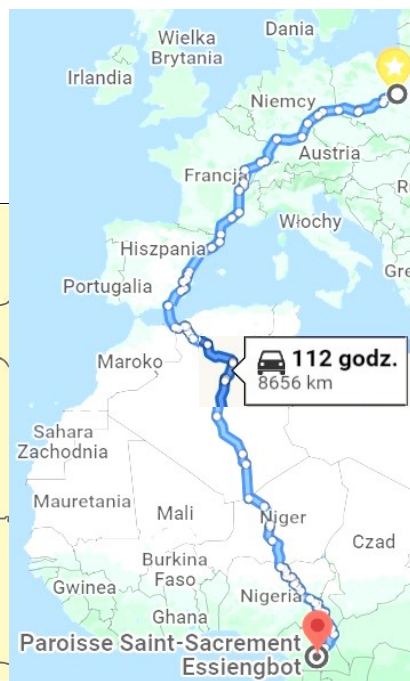 Dania
Wielka
Brytania
Irlandia
Niemcy
Austria
Francja
Włochy
Hiszpania
Portugalia
Gre
Maroko
112 godz.
8656 km
Sahara
Zachodnia
Mauretania
Mali
Niger
Czad
Burkina
Faso
Gwinea
Nigeria
Ghana
Paroisse Saint-Sacrement
Essiengbot